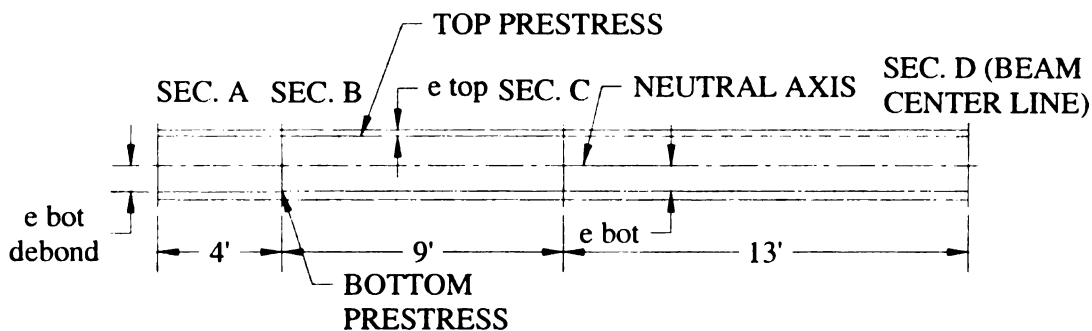 TOP PRESTRESS
SEC. A SEC. B e top SEC. C NEUTRAL AXIS SEC. D (BEAM
CENTER LINE)
e bot
debond
4' 9' e bot 13'
BOTTOM
PRESTRESS